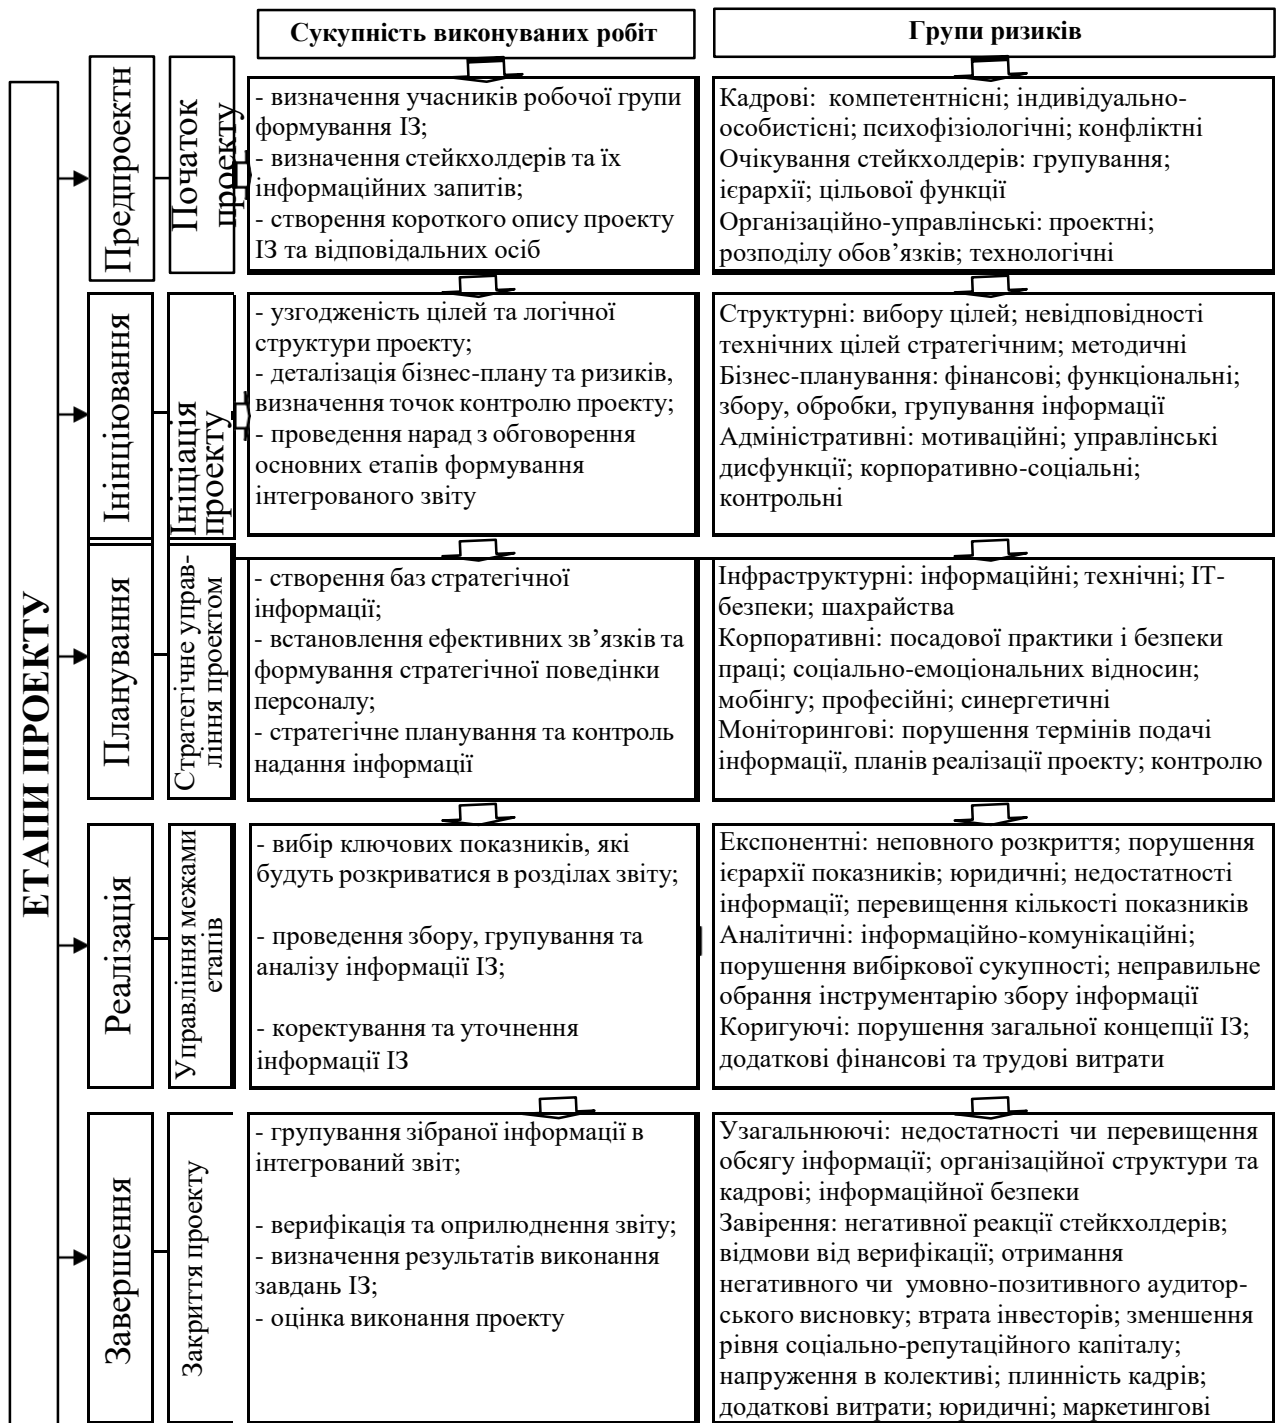 Сукупність виконуваних робіт
Групи ризиків
ЕТАПИ ПРОЕКТУ
Предпроектн
Початок
проекту
- визначення учасників робочої групи
формування ІЗ;
- визначення стейкхолдерів та їх
інформаційних запитів;
- створення короткого опису проекту
ІЗ та відповідальних осіб
Кадрові: компетентнісні; індивідуально-
особистісні; психофізіологічні; конфліктні
Очікування стейкхолдерів: групування;
ієрархії; цільової функції
Організаційно-управлінські: проектні;
розподілу обов’язків; технологічні
Ініціювання
Ініціація
проекту
- узгодженість цілей та логічної
структури проекту;
- деталізація бізнес-плану та ризиків,
визначення точок контролю проекту;
- проведення нарад з обговорення
основних етапів формування
інтегрованого звіту
Структурні: вибору цілей; невідповідності
технічних цілей стратегічним; методичні
Бізнес-планування: фінансові; функціональні;
збору, обробки, групування інформації
Адміністративні: мотиваційні; управлінські
дисфункції; корпоративно-соціальні;
контрольні
Планування
Стратегічне управ-
ління проектом
- створення баз стратегічної
інформації;
- встановлення ефективних зв’язків та
формування стратегічної поведінки
персоналу;
- стратегічне планування та контроль
надання інформації
Інфраструктурні: інформаційні; технічні; ІТ-
безпеки; шахрайства
Корпоративні: посадової практики і безпеки
праці; соціально-емоціональних відносин;
мобінгу; професійні; синергетичні
Моніторингові: порушення термінів подачі
інформації, планів реалізації проекту; контролю
Реалізація
Управління межами
етапів
- вибір ключових показників, які
будуть розкриватися в розділах звіту;
- проведення збору, групування та
аналізу інформації ІЗ;
- коректування та уточнення
інформації ІЗ
Експонентні: неповного розкриття; порушення
ієрархії показників; юридичні; недостатності
інформації; перевищення кількості показників
Аналітичні: інформаційно-комунікаційні;
порушення вибіркової сукупності; неправильне
обрання інструментарію збору інформації
Коригуючі: порушення загальної концепції ІЗ;
додаткові фінансові та трудові витрати
Завершення
Закриття проекту
- групування зібраної інформації в
інтегрований звіт;
- верифікація та оприлюднення звіту;
- визначення результатів виконання
завдань ІЗ;
- оцінка виконання проекту
Узагальнюючі: недостатності чи перевищення
обсягу інформації; організаційної структури та
кадрові; інформаційної безпеки
Завірення: негативної реакції стейкхолдерів;
відмови від верифікації; отримання
негативного чи умовно-позитивного аудитор-
ського висновку; втрата інвесторів; зменшення
рівня соціально-репутаційного капіталу;
напруження в колективі; плинність кадрів;
додаткові витрати; юридичні; маркетингові